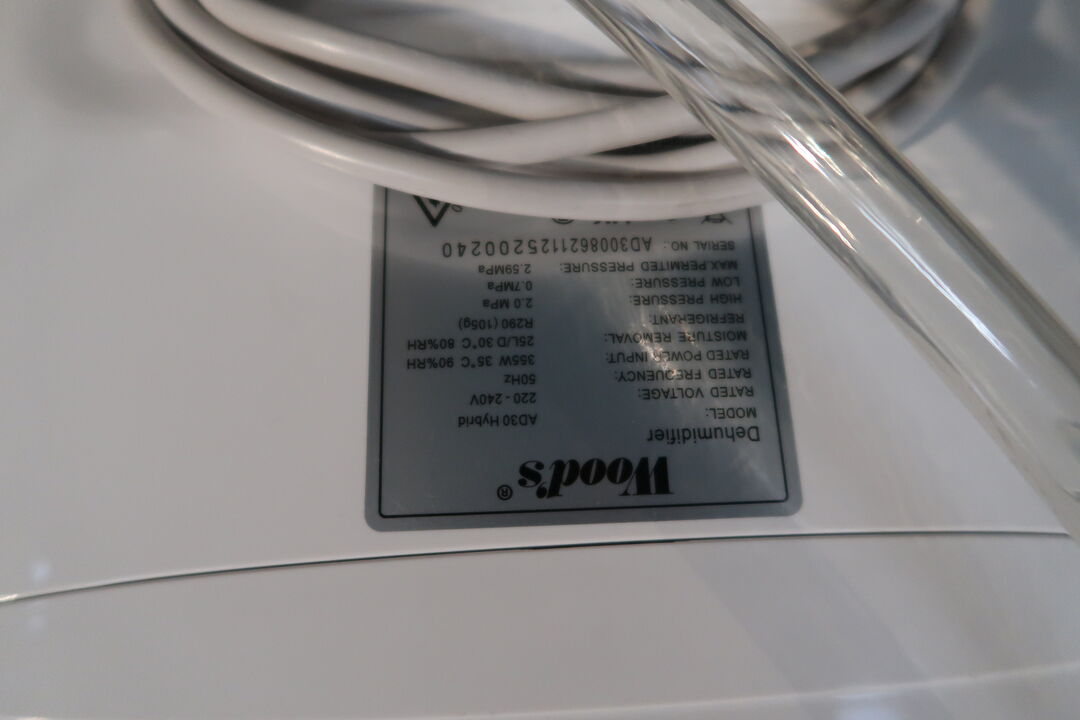 Wood's®
Dehumidifier
MODEL: AD30 Hybrid
RATED VOLTAGE: 220 - 240V
RATED FREQUENCY: 50Hz
RATED POWER INPUT: 355W 35°C 90%RH
MOISTURE REMOVAL: 25L/D 30°C 80%RH
REFRIGERANT: R290 (105g)
HIGH PRESSURE: 2.0 MPa
LOW PRESSURE: 0.7MPa
MAX.PERMITED PRESSURE: 2.59MPa
SERIAL NO.: AD3008621125200240